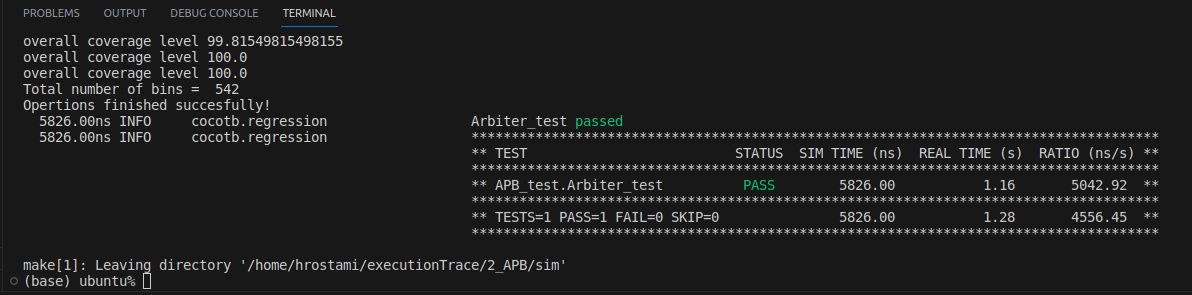 PROBLEMS OUTPUT DEBUG CONSOLE TERMINAL
overall coverage level 99.81549815498155
overall coverage level 100.0
overall coverage level 100.0
Total number of bins =  542
Opertions finished succesfully!
  5826.00ns INFO     cocotb.regression                  Arbiter_test passed
  5826.00ns INFO     cocotb.regression                  **************************************************************************************
                                                        ** TEST                          STATUS  SIM TIME (ns)  REAL TIME (s)  RATIO (ns/s) **
                                                        **************************************************************************************
                                                        ** APB_test.Arbiter_test          PASS        5826.00           1.16       5042.92  **
                                                        **************************************************************************************
                                                        ** TESTS=1 PASS=1 FAIL=0 SKIP=0               5826.00           1.28       4556.45  **
                                                        **************************************************************************************
make[1]: Leaving directory '/home/hrostami/executionTrace/2_APB/sim'
(base) ubuntu%